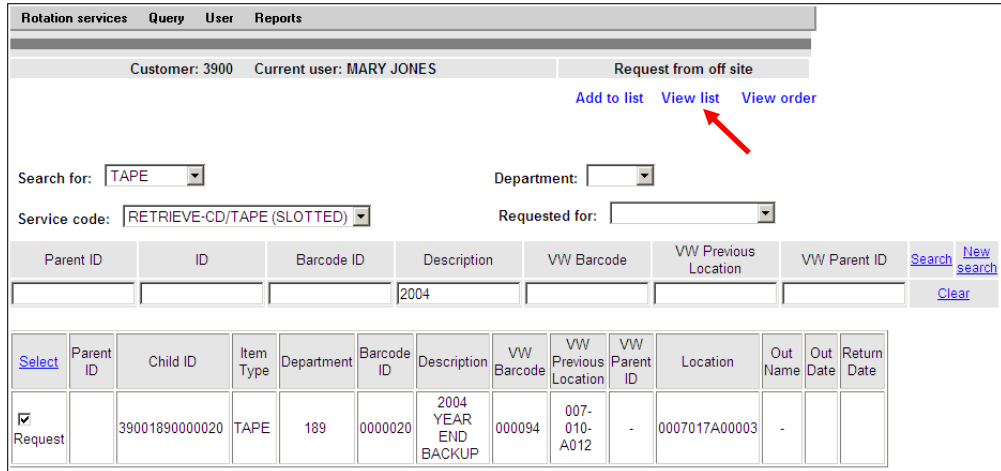 Rotation services Query User Reports
Customer: 3900 Current user: MARY JONES Request from off site
Add to list View list View order
Search for: TAPE Department:
Service code: RETRIEVE-CD/TAPE (SLOTTED) Requested for:
Parent ID ID Barcode ID Description VW Barcode VW Previous Location VW Parent ID Search New search
2004 Clear
Select Parent ID Child ID Item Type Department Barcode ID Description VW Barcode VW Previous Location VW Parent ID Location Out Name Out Date Return Date
Request 39001890000020 TAPE 189 0000020 2004 YEAR END BACKUP 000094 007-010-A012 - 0007017A00003 -